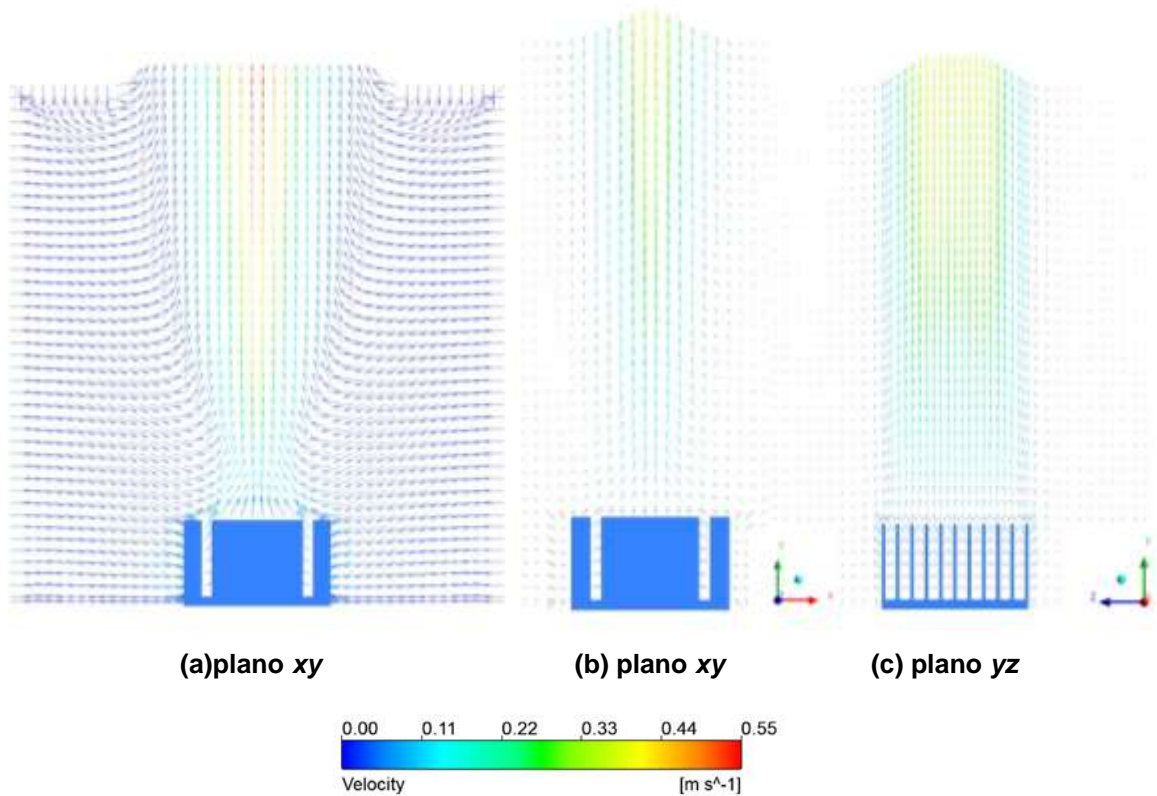 (a)plano xy
(b) plano xy
(c) plano yz
0.00 0.11 0.22 0.33 0.44 0.55
Velocity [m s^-1]